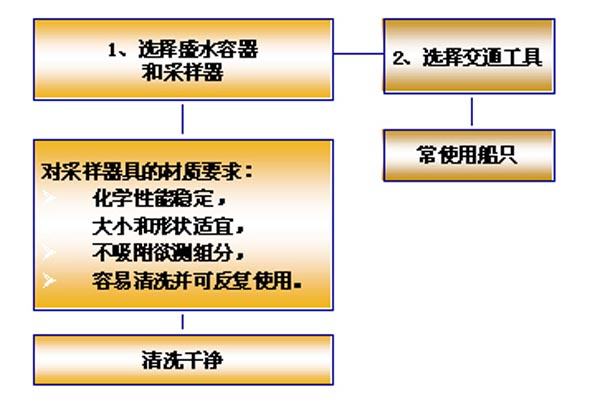 1、选择盛水容器
和采样器
2、选择交通工具
常使用船只
对采样器具的材质要求：
化学性能稳定，
大小和形状适宜，
不吸附欲测组分，
容易清洗并可反复使用。
清洗干净